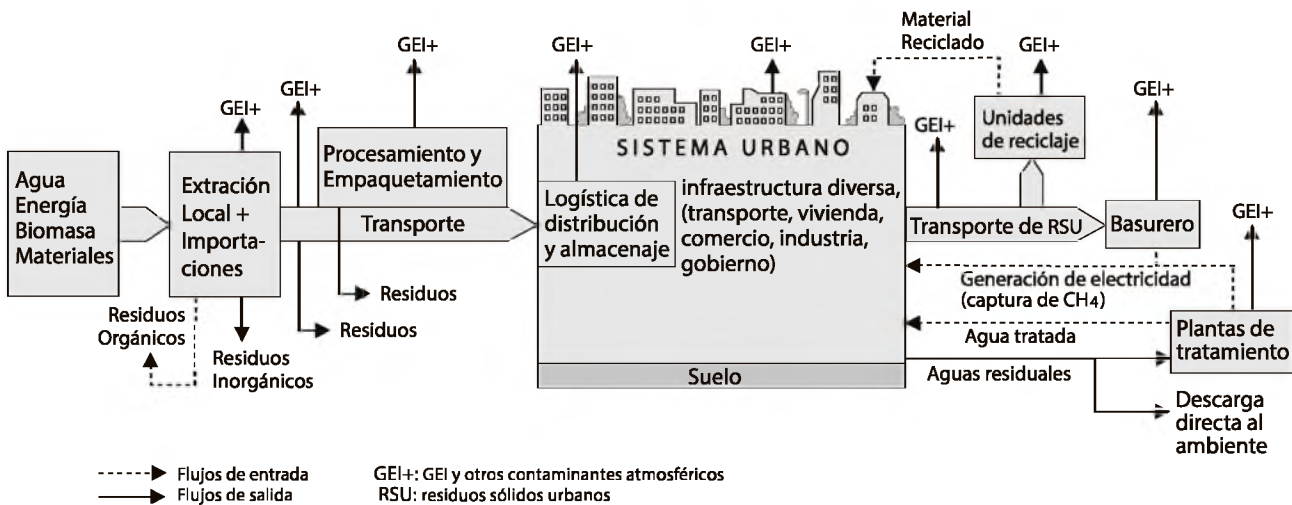 Material
Reciclado
GEI+
GEI+
GEI+
GEI+
GEI+
GEI+
GEI+
GEI+
GEI+
Unidades
de reciclaje
SISTEMA URBANO
Agua
Energía
Biomasa
Materiales
Extración
Local +
Importa-
ciones
Procesamiento y
Empaquetamiento
Transporte
Logística de
distribución
y almacenaje
infraestructura diversa,
(transporte, vivienda,
comercio, industria,
gobierno)
Transporte de RSU
Basurero
Generación de electricidad
(captura de CH4)
Residuos
Residuos
Residuos
Orgánicos
Residuos
Inorgánicos
Agua tratada
Plantas de
tratamiento
Aguas residuales
Suelo
Descarga
directa al
ambiente
Flujos de entrada
Flujos de salida
GEI+: GEI y otros contaminantes atmosféricos
RSU: residuos sólidos urbanos